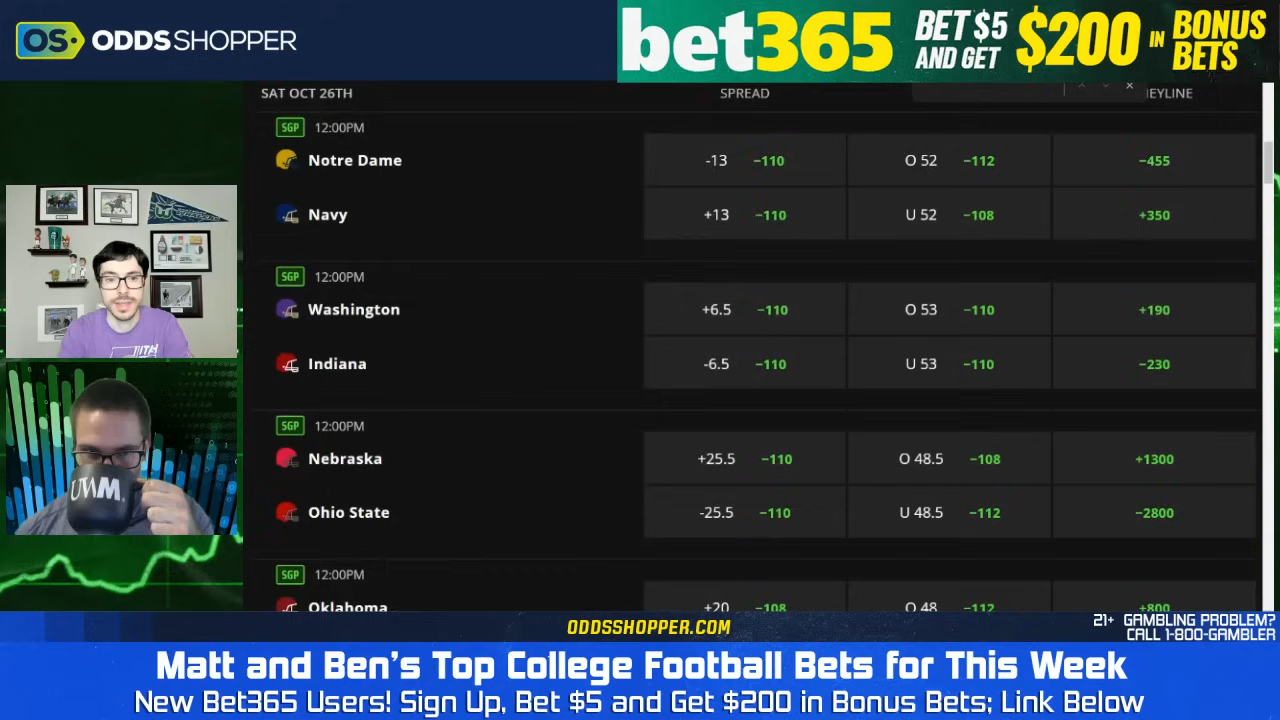 OS ODDSSHOPPER
bet365 BET $5 AND GET $200 IN BONUS BETS
SAT OCT 26TH SPREAD EYLINE
SGP 12:00PM
Notre Dame -13 −110 O 52 −112 −455
Navy +13 −110 U 52 −108 +350
SGP 12:00PM
Washington +6.5 −110 O 53 −110 +190
Indiana -6.5 −110 U 53 −110 −230
SGP 12:00PM
Nebraska +25.5 −110 O 48.5 −108 +1300
Ohio State -25.5 −110 U 48.5 −112 −2800
SGP 12:00PM
Oklahoma +20 −108 O 48 −112 +800
UWM
ODDSSHOPPER.COM
21+ GAMBLING PROBLEM?
CALL 1-800-GAMBLER
Matt and Ben's Top College Football Bets for This Week
New Bet365 Users! Sign Up, Bet $5 and Get $200 in Bonus Bets; Link Below